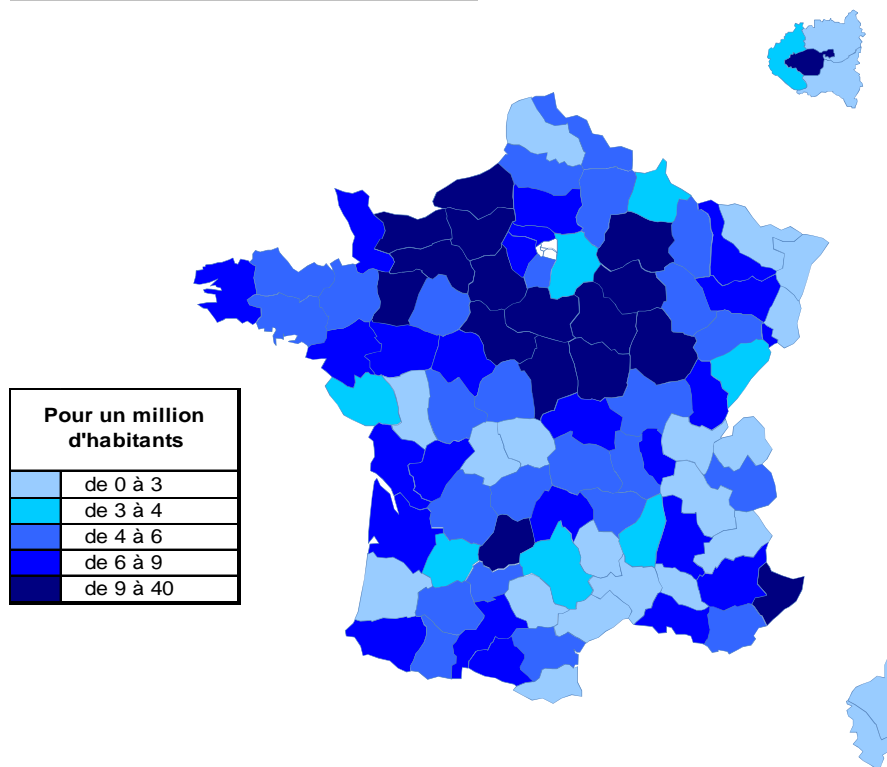 Pour un million
d'habitants
de 0 à 3
de 3 à 4
de 4 à 6
de 6 à 9
de 9 à 40